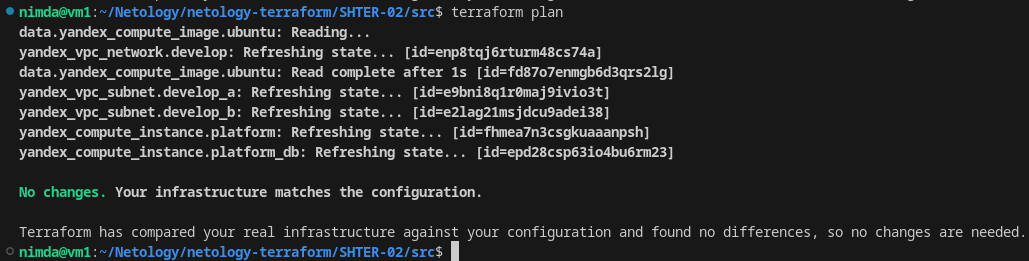 nimda@vm1:~/Netology/netology-terraform/SHTER-02/src$ terraform plan
data.yandex_compute_image.ubuntu: Reading...
yandex_vpc_network.develop: Refreshing state... [id=enp8tqj6rturm48cs74a]
data.yandex_compute_image.ubuntu: Read complete after 1s [id=fd87o7enmgb6d3qrs2lg]
yandex_vpc_subnet.develop_a: Refreshing state... [id=e9bni8q1r0maj9ivio3t]
yandex_vpc_subnet.develop_b: Refreshing state... [id=e2lag21msjdcu9adei38]
yandex_compute_instance.platform: Refreshing state... [id=fhmea7n3csgkuaaanpsh]
yandex_compute_instance.platform_db: Refreshing state... [id=epd28csp63io4bu6rm23]
No changes. Your infrastructure matches the configuration.
Terraform has compared your real infrastructure against your configuration and found no differences, so no changes are needed.
nimda@vm1:~/Netology/netology-terraform/SHTER-02/src$